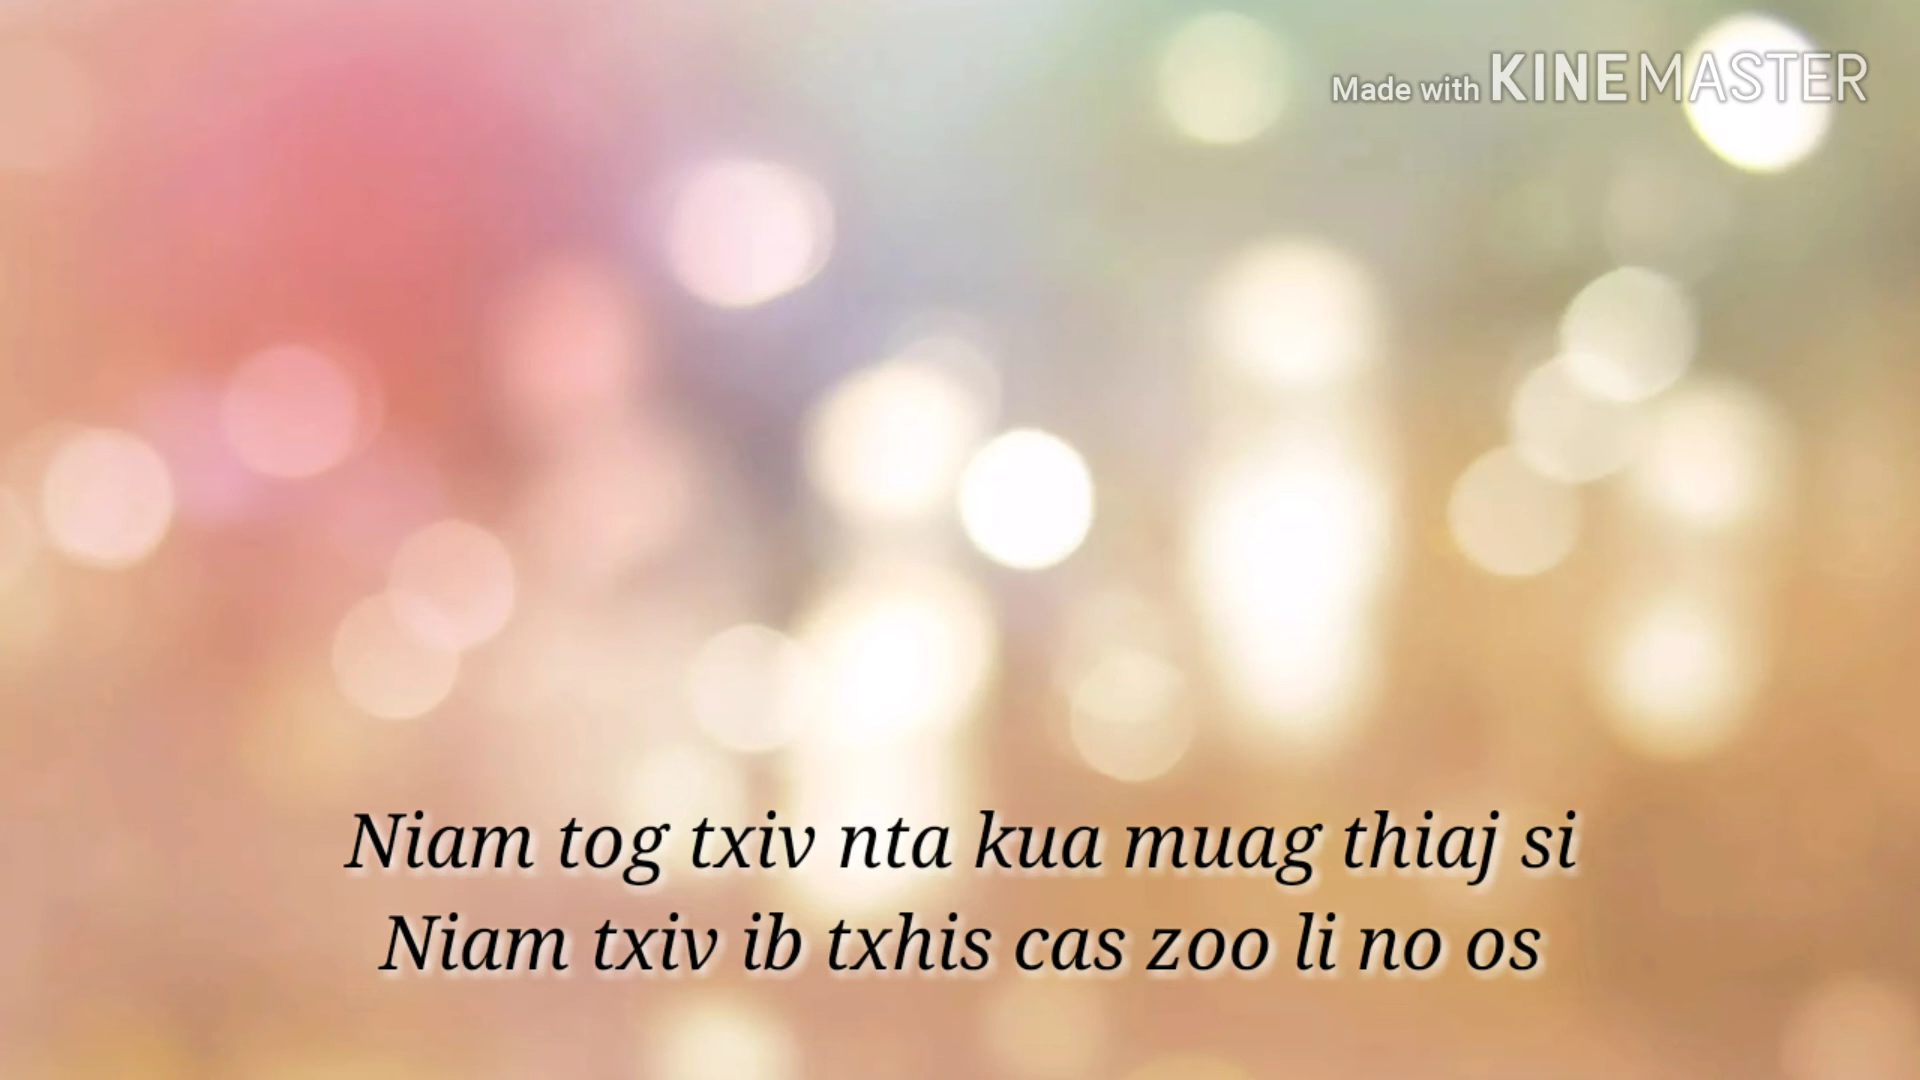 Made with KINEMASTER
Niam tog txiv nta kua muag thiaj si
Niam txiv ib txhis cas zoo li no os